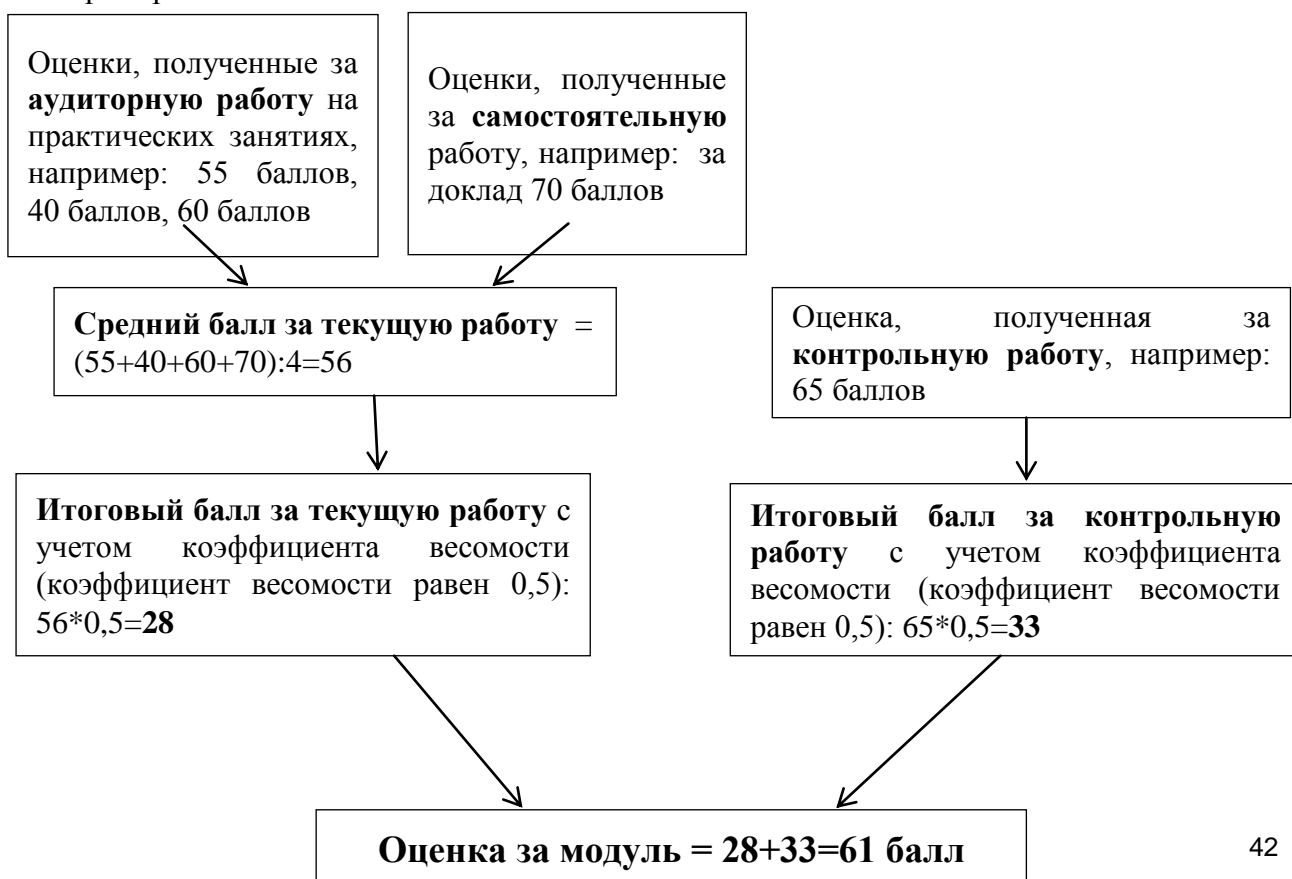 Оценки, полученные за
аудиторную работу на
практических занятиях,
например: 55 баллов,
40 баллов, 60 баллов
Оценки, полученные
за самостоятельную
работу, например: за
доклад 70 баллов
Средний балл за текущую работу =
(55+40+60+70):4=56
Оценка, полученная за
контрольную работу, например:
65 баллов
Итоговый балл за текущую работу с
учетом коэффициента весомости
(коэффициент весомости равен 0,5):
56*0,5=28
Итоговый балл за контрольную
работу с учетом коэффициента
весомости (коэффициент весомости
равен 0,5): 65*0,5=33
Оценка за модуль = 28+33=61 балл
42